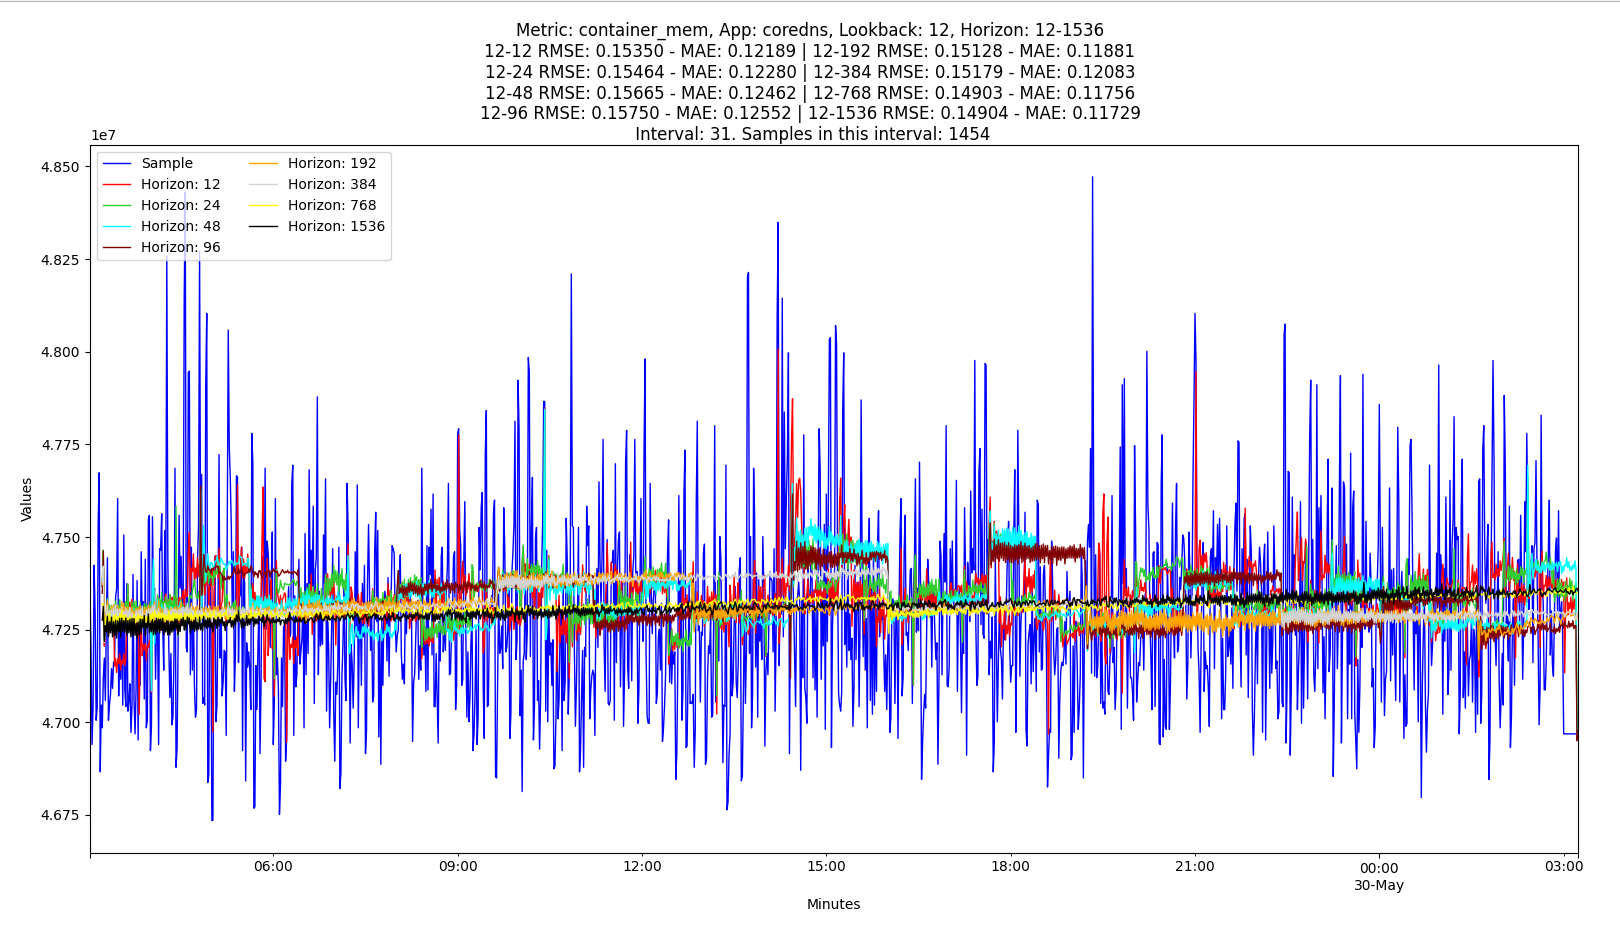 Metric: container_mem, App: coredns, Lookback: 12, Horizon: 12-1536
12-12 RMSE: 0.15350 - MAE: 0.12189 | 12-192 RMSE: 0.15128 - MAE: 0.11881
12-24 RMSE: 0.15464 - MAE: 0.12280 | 12-384 RMSE: 0.15179 - MAE: 0.12083
12-48 RMSE: 0.15665 - MAE: 0.12462 | 12-768 RMSE: 0.14903 - MAE: 0.11756
12-96 RMSE: 0.15750 - MAE: 0.12552 | 12-1536 RMSE: 0.14904 - MAE: 0.11729
Interval: 31. Samples in this interval: 1454
1e7
Sample
Horizon: 12
Horizon: 24
Horizon: 48
Horizon: 96
Horizon: 192
Horizon: 384
Horizon: 768
Horizon: 1536
4.850
4.825
4.800
4.775
4.750
4.725
4.700
4.675
Values
06:00
09:00
12:00
15:00
18:00
21:00
00:00
30-May
03:00
Minutes